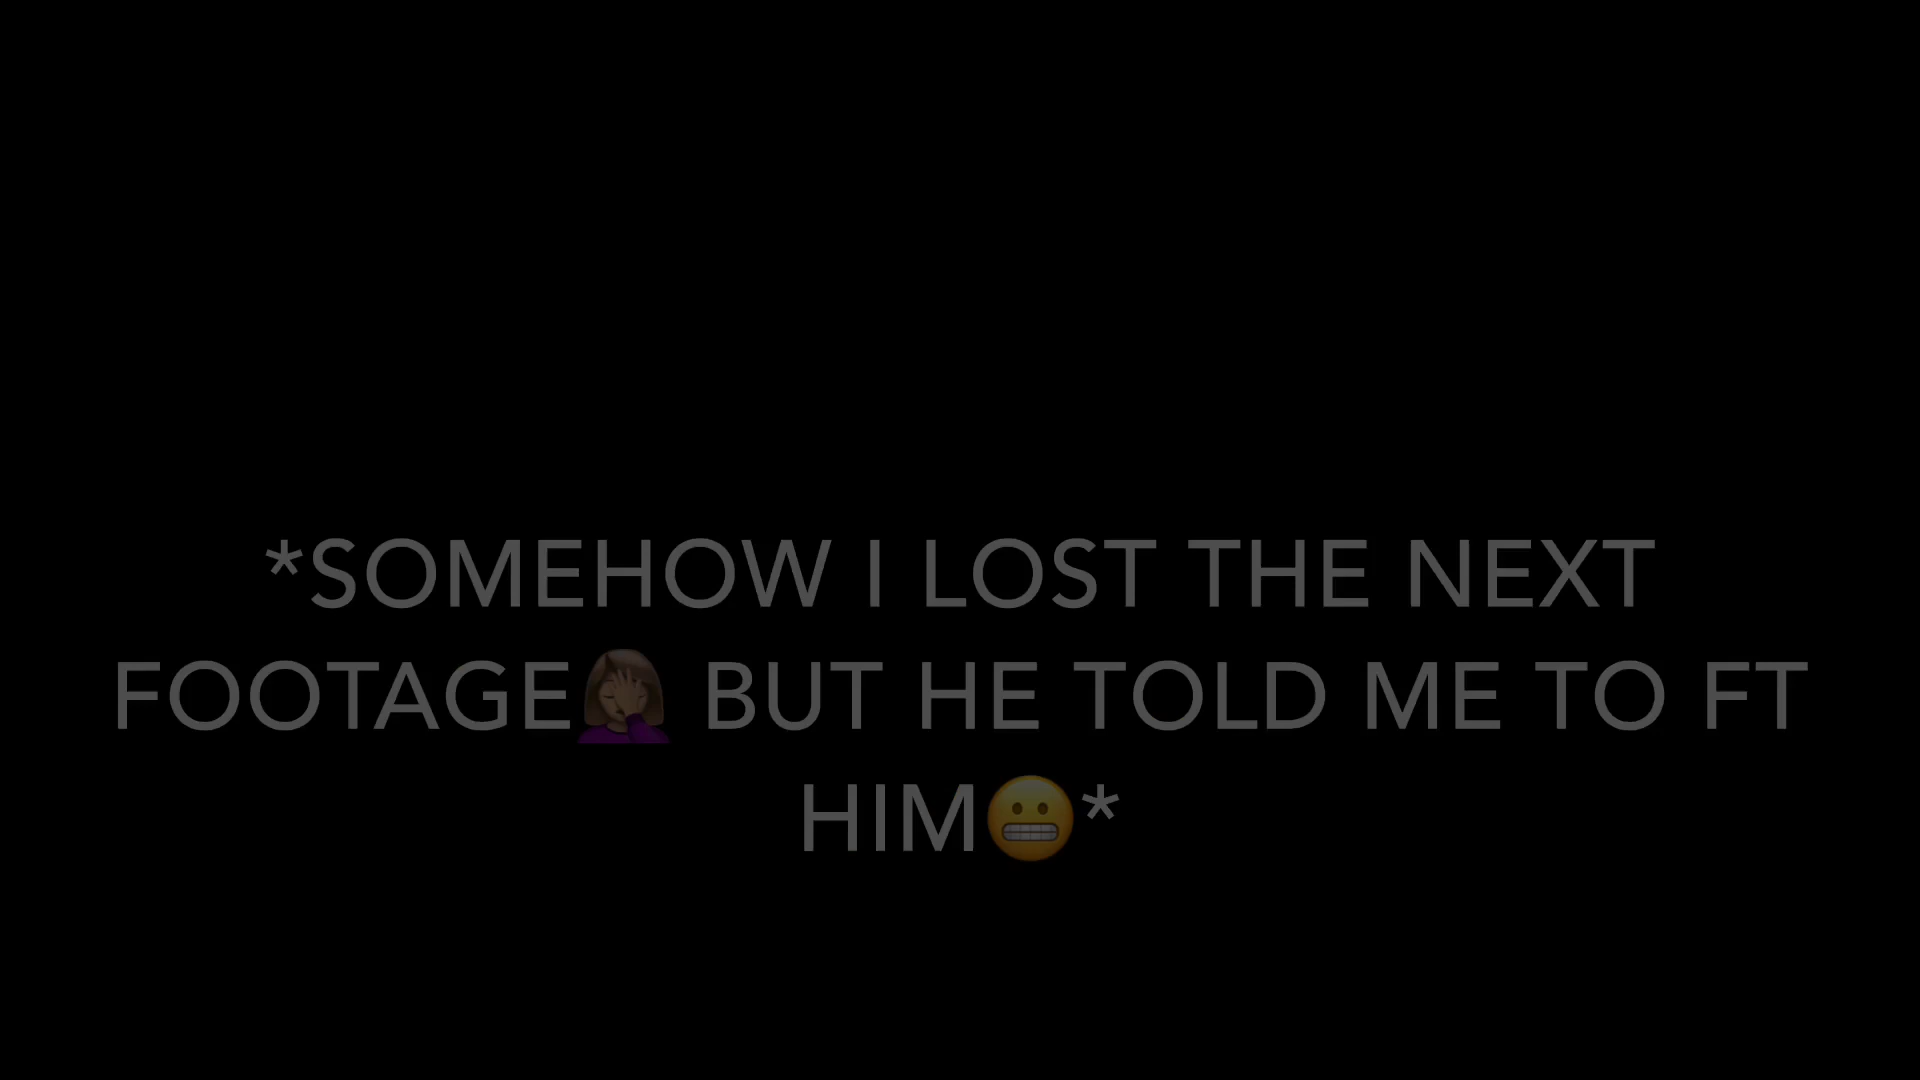 *SOMEHOW I LOST THE NEXT
FOOTAGE🤦🏽‍♀️ BUT HE TOLD ME TO FT
HIM😬*